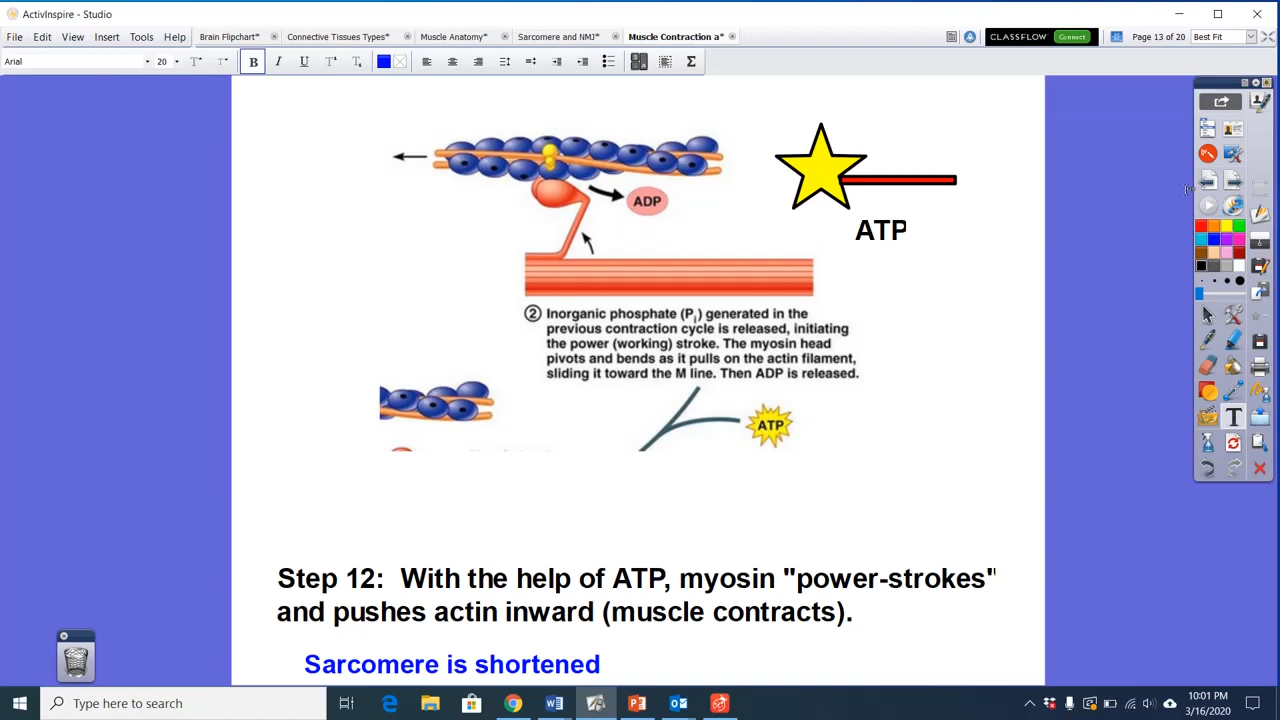 ActivInspire - Studio
File Edit View Insert Tools Help
Brain Flipchart* Connective Tissues Types* Muscle Anatomy* Sarcomere and NMJ* Muscle Contraction a*
CLASSFLOW Connect
Page 13 of 20 Best Fit
Arial 20 B I U T T
ADP
ATP
② Inorganic phosphate (Pi) generated in the
previous contraction cycle is released, initiating
the power (working) stroke. The myosin head
pivots and bends as it pulls on the actin filament,
sliding it toward the M line. Then ADP is released.
ATP
Step 12: With the help of ATP, myosin "power-strokes"
and pushes actin inward (muscle contracts).
Sarcomere is shortened
Type here to search
10:01 PM
3/16/2020